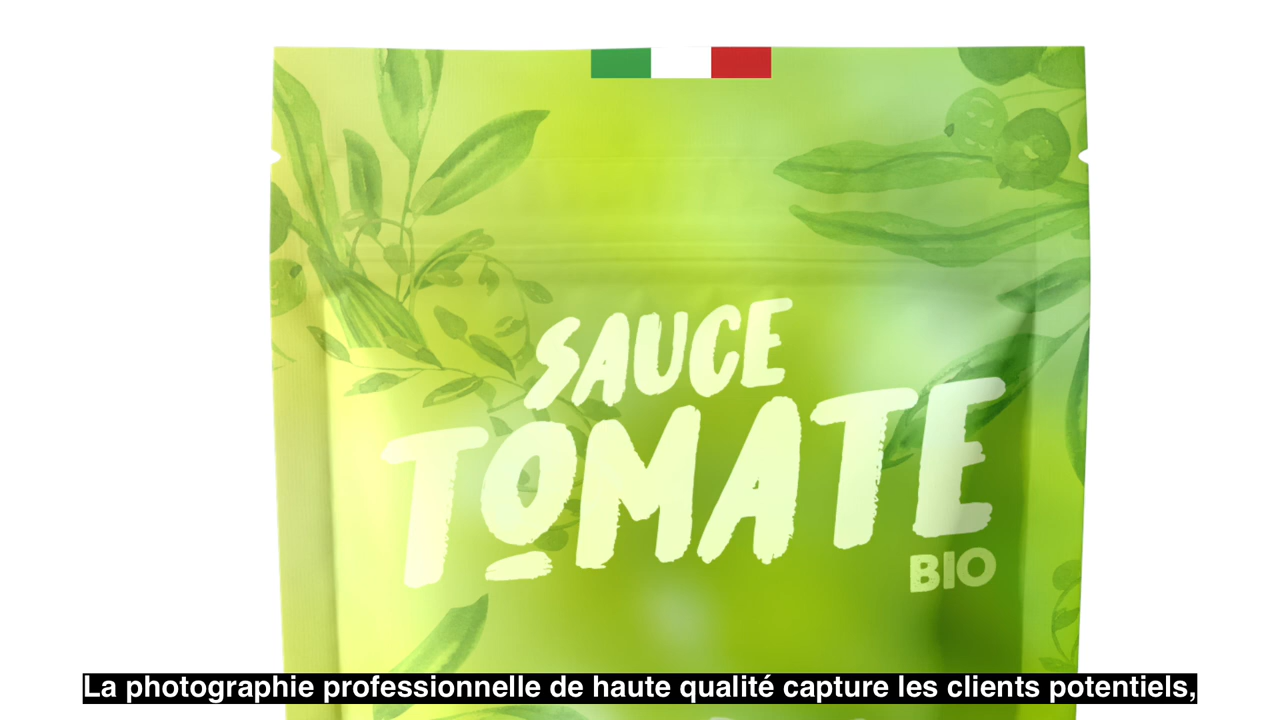 SAUCE
TOMATE
BIO
La photographie professionnelle de haute qualité capture les clients potentiels,